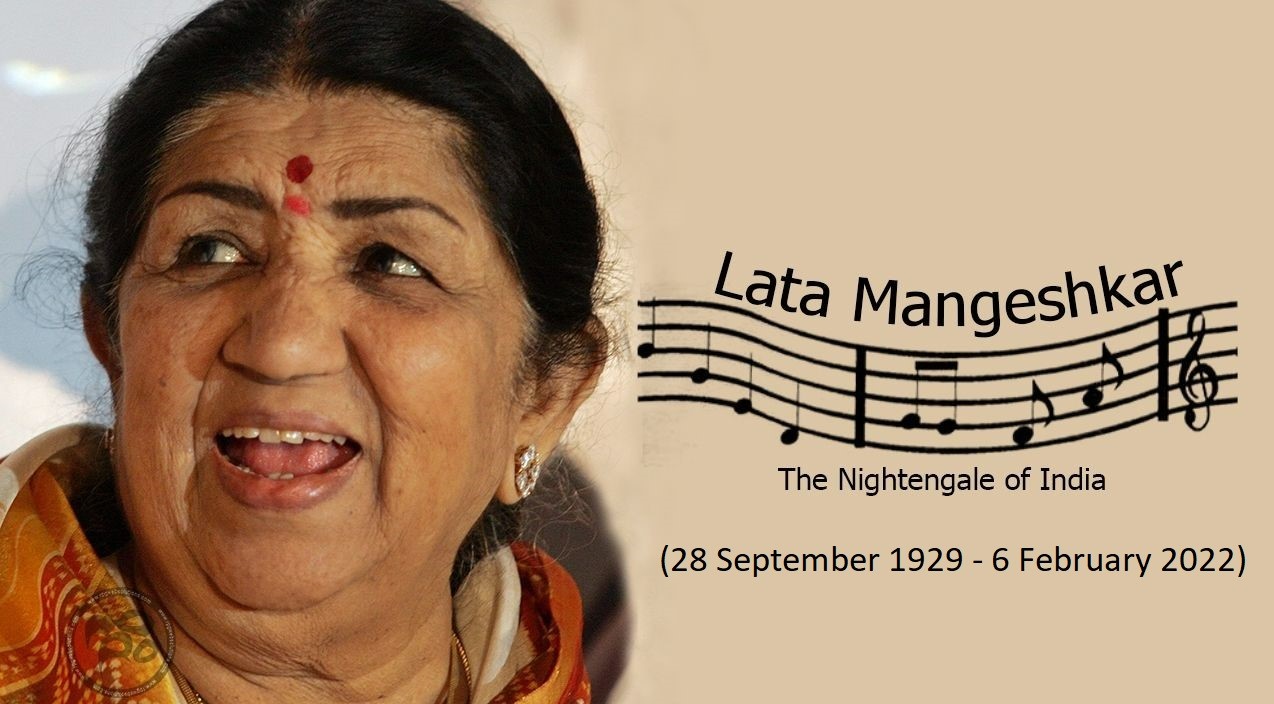 Lata Mangeshkar
The Nightengale of India
(28 September 1929 - 6 February 2022)